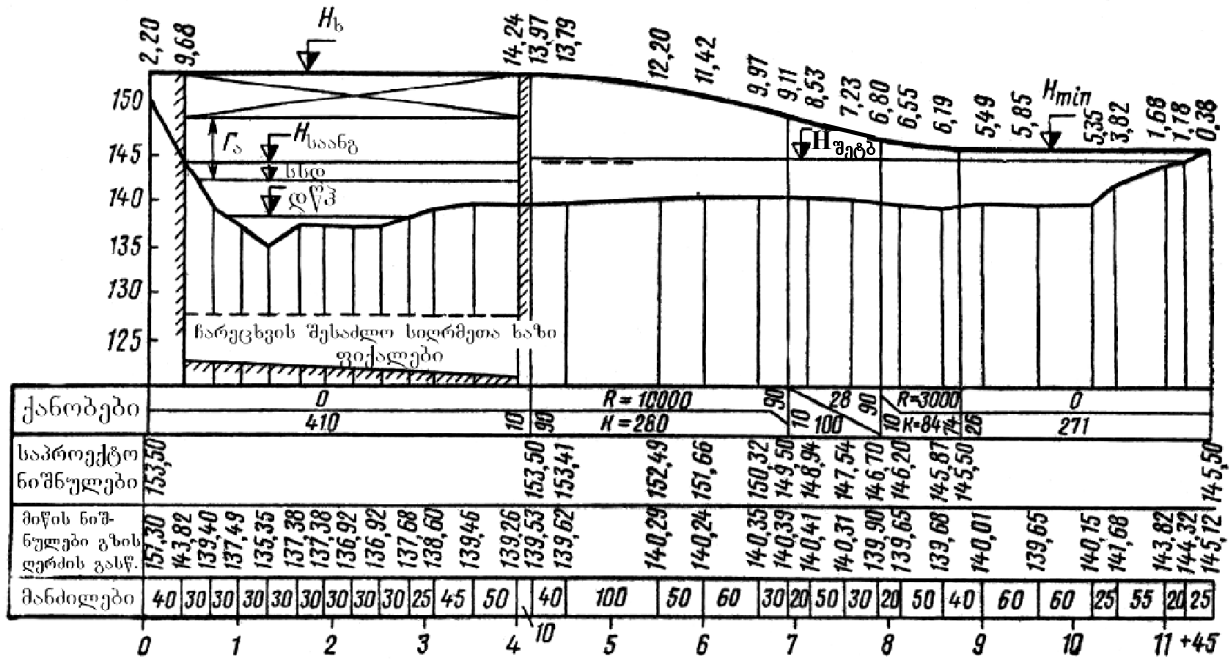 2,20 9,68 14,24 13,97 13,79 12,20 11,42 9,97 9,11 8,53 7,23 6,80 6,55 6,19 5,49 5,85 5,35 3,82 1,68 1,78 0,38
Hხ
Hmin
150
Hსაანგ
Hშეტბ
Γა
145
სსდ
140
დწჰ
135
130
ჩარეცხვის შესაძლო სიღრმეთა ხაზი
125
ფიქალები
ქანობები 0 R=10000 90 28 90 R=3000 0
410 10 90 K=280 10 100 10 K=84 74 26 271
საპროექტო ნიშნულები
153,50 153,50 153,41 152,49 151,66 150,32 149,50 148,94 147,54 146,70 146,20 145,87 145,50 145,50
მიწის ნიშ-
ნულები გზის
ღერძის გასწ.
157,30 143,82 139,40 137,49 135,35 137,38 137,38 136,92 136,92 137,68 138,60 139,46 139,26 139,53 139,62 140,29 140,24 140,35 140,39 140,41 140,31 139,90 139,65 139,68 140,01 139,65 140,15 141,68 143,82 144,32 145,12
მანძილები 40 30 30 30 30 30 30 30 25 45 50 40 100 50 60 30 20 50 30 20 50 40 60 60 25 55 20 25
10
0 1 2 3 4 5 6 7 8 9 10 11 +45